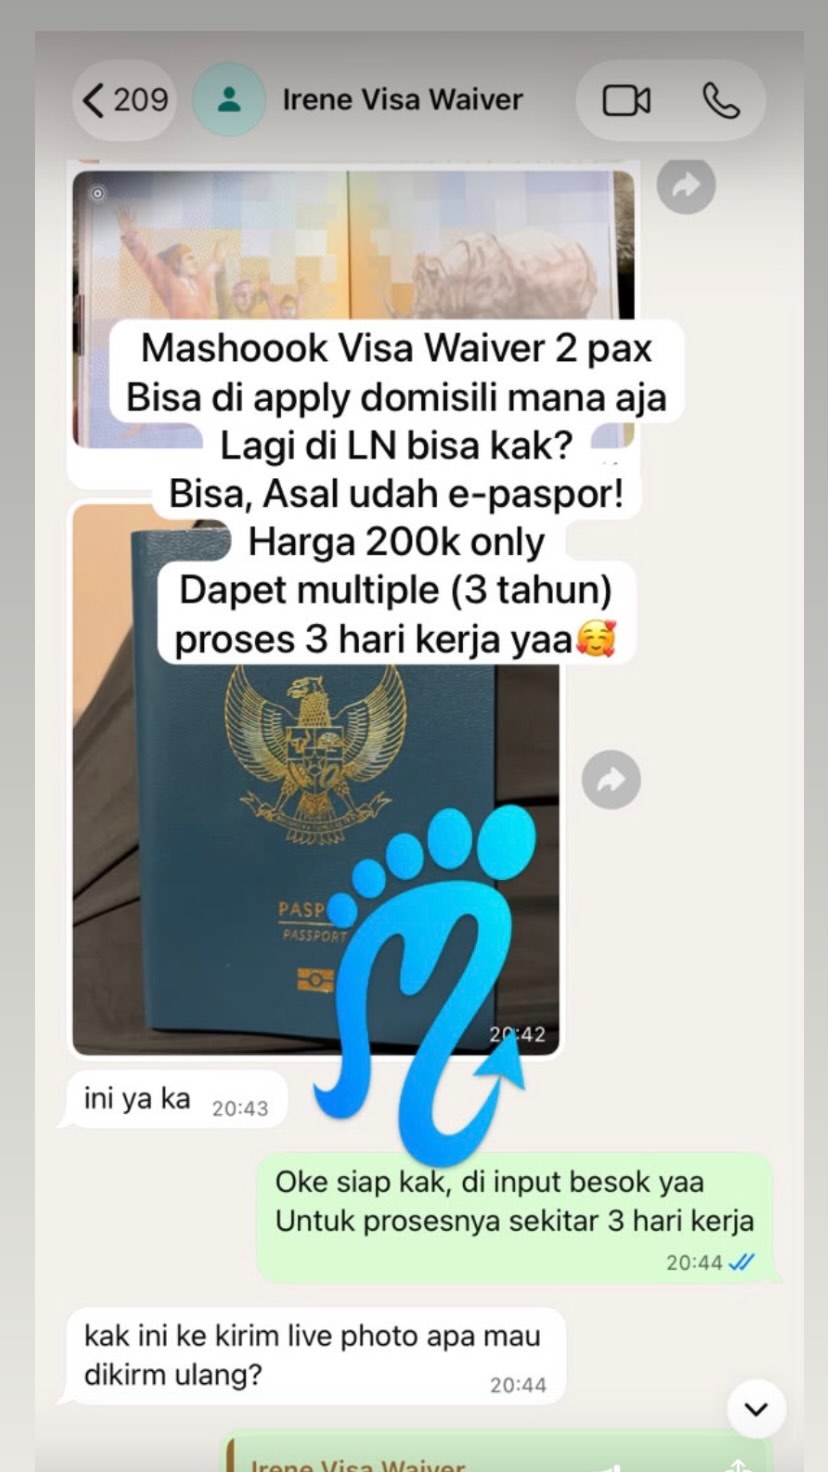 209
Irene Visa Waiver
Mashoook Visa Waiver 2 pax
Bisa di apply domisili mana aja
Lagi di LN bisa kak?
Bisa, Asal udah e-paspor!
Harga 200k only
Dapet multiple (3 tahun)
proses 3 hari kerja yaa🥰
PASP
PASSPORT
20:42
ini ya ka 20:43
Oke siap kak, di input besok yaa
Untuk prosesnya sekitar 3 hari kerja
20:44
kak ini ke kirim live photo apa mau
dikirm ulang?
20:44
Irene Visa Waiver